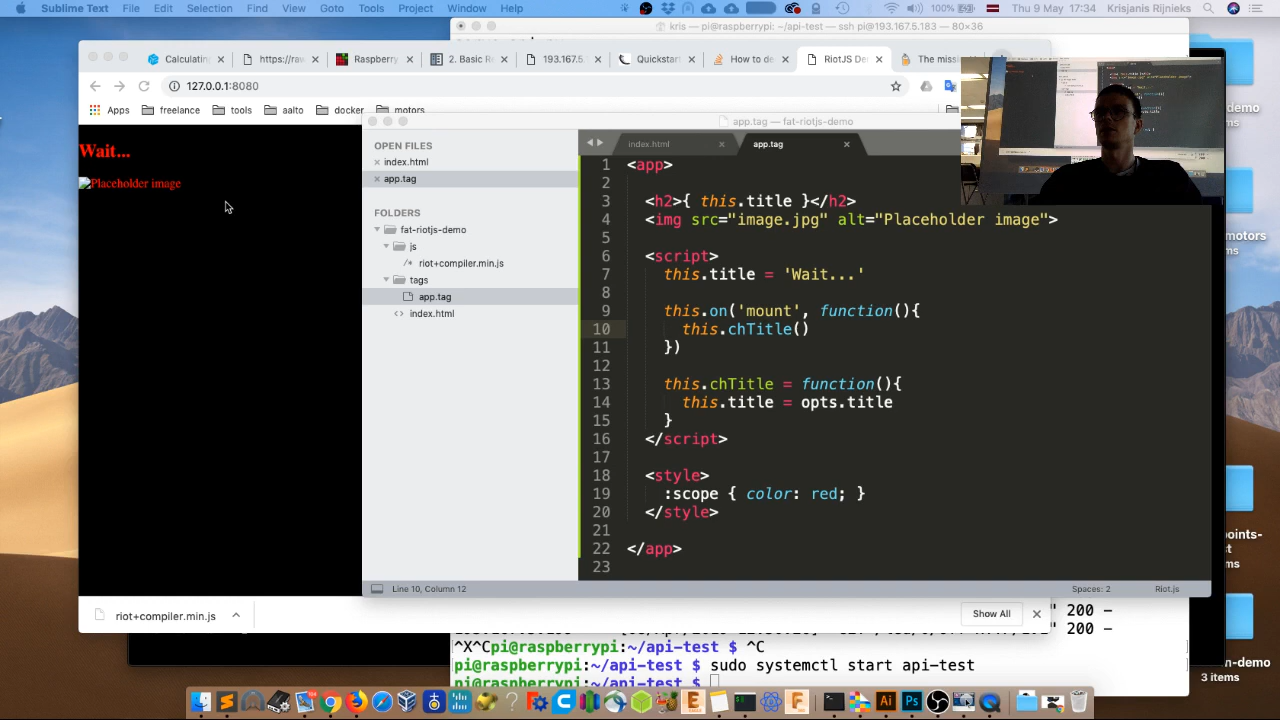 Sublime Text File Edit Selection Find View Goto Tools Project Window Help 100% Thu 9 May 17:34 Krisjanis Rijnieks
kris — pi@raspberrypi: ~/api-test — ssh pi@193.167.5.183 — 80×36
Calculatin https://raw Raspberry 2. Basic 193.167.5. Quickstart How to de RiotJS De The miss
127.0.0.1:8080
Apps freelance tools aalto docker
app.tag — fat-riotjs-demo
Wait...
Placeholder image
OPEN FILES
index.html
app.tag
FOLDERS
fat-riotjs-demo
js
/* riot+compiler.min.js
tags
app.tag
<> index.html
index.html app.tag
1 <app>
2
3 <h2>{ this.title }</h2>
4 <img src="image.jpg" alt="Placeholder image">
5
6 <script>
7 this.title = 'Wait...'
8
9 this.on('mount', function(){
10 this.chTitle()
11 })
12
13 this.chTitle = function(){
14 this.title = opts.title
15 }
16 </script>
17
18 <style>
19 :scope { color: red; }
20 </style>
21
22 </app>
23
Line 10, Column 12 Spaces: 2 Riot.js
riot+compiler.min.js Show All
" 200 –
" 200 –
^X^Cpi@raspberrypi:~/api-test $ ^C
pi@raspberrypi:~/api-test $ sudo systemctl start api-test
pi@raspberrypi:~/api-test $
demo
ms
motors
ms
points-
st
ms
n-demo
3 items